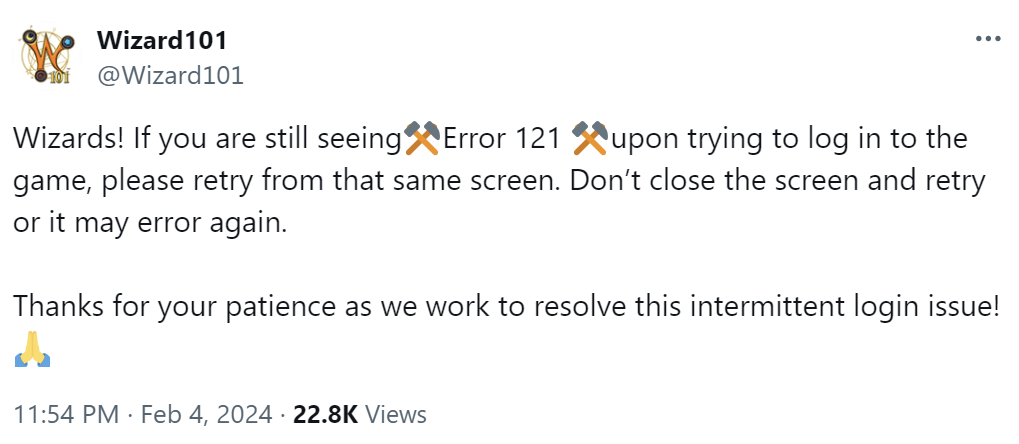 Wizard101
@Wizard101
Wizards! If you are still seeing⚒️Error 121 ⚒️upon trying to log in to the
game, please retry from that same screen. Don’t close the screen and retry
or it may error again.
Thanks for your patience as we work to resolve this intermittent login issue!
🙏
11:54 PM · Feb 4, 2024 · 22.8K Views